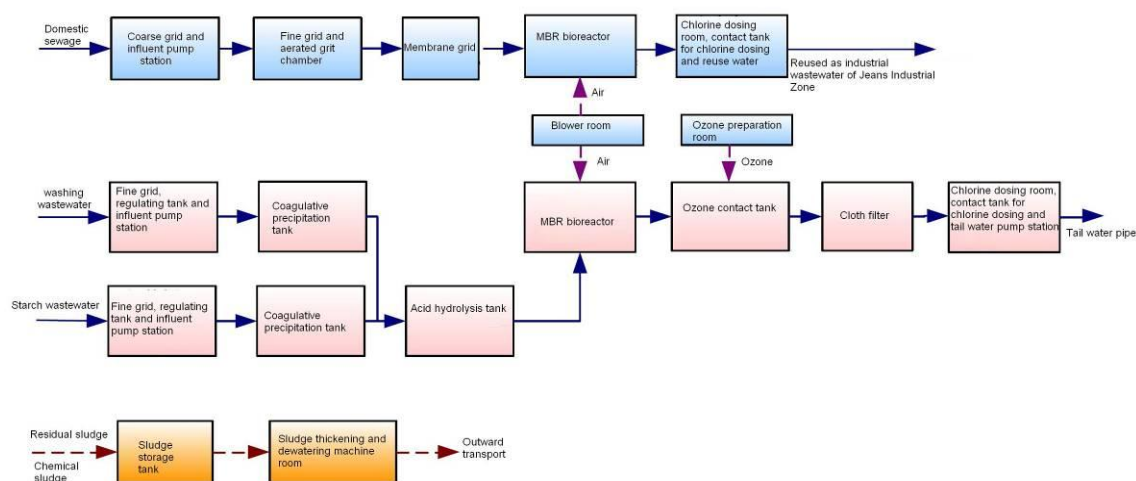 Domestic
sewage
Coarse grid and
influent pump
station
Fine grid and
aerated grit
chamber
Membrane grid
MBR bioreactor
Chlorine dosing
room, contact tank
for chlorine dosing
and reuse water
Reused as industrial
wastewater of Jeans Industrial
Zone
Air
Blower room
Air
Ozone preparation
room
Ozone
washing
wastewater
Fine grid,
regulating tank and
influent pump
station
Coagulative
precipitation
tank
MBR bioreactor
Ozone contact tank
Cloth filter
Chlorine dosing room,
contact tank for
chlorine dosing and
tail water pump station
Tail water pipe
Starch wastewater
Fine grid, regulating
tank and influent
pump station
Coagulative
precipitation tank
Acid hydrolysis tank
Residual sludge
Chemical
sludge
Sludge
storage
tank
Sludge thickening and
dewatering machine
room
Outward
transport